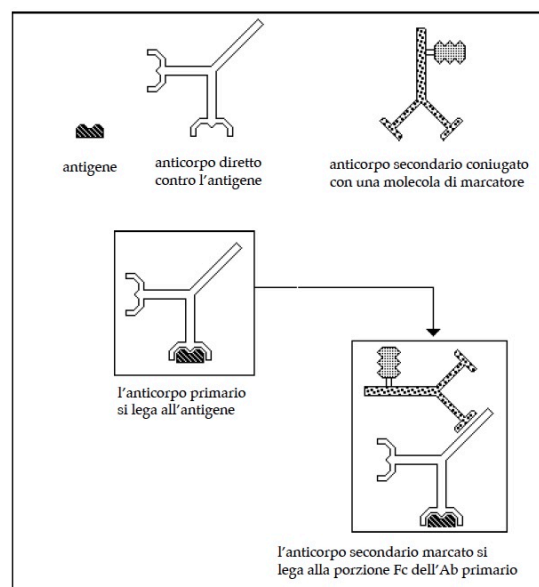 antigene
anticorpo diretto
contro l'antigene
anticorpo secondario coniugato
con una molecola di marcatore
l'anticorpo primario
si lega all'antigene
l'anticorpo secondario marcato si
lega alla porzione Fc dell'Ab primario